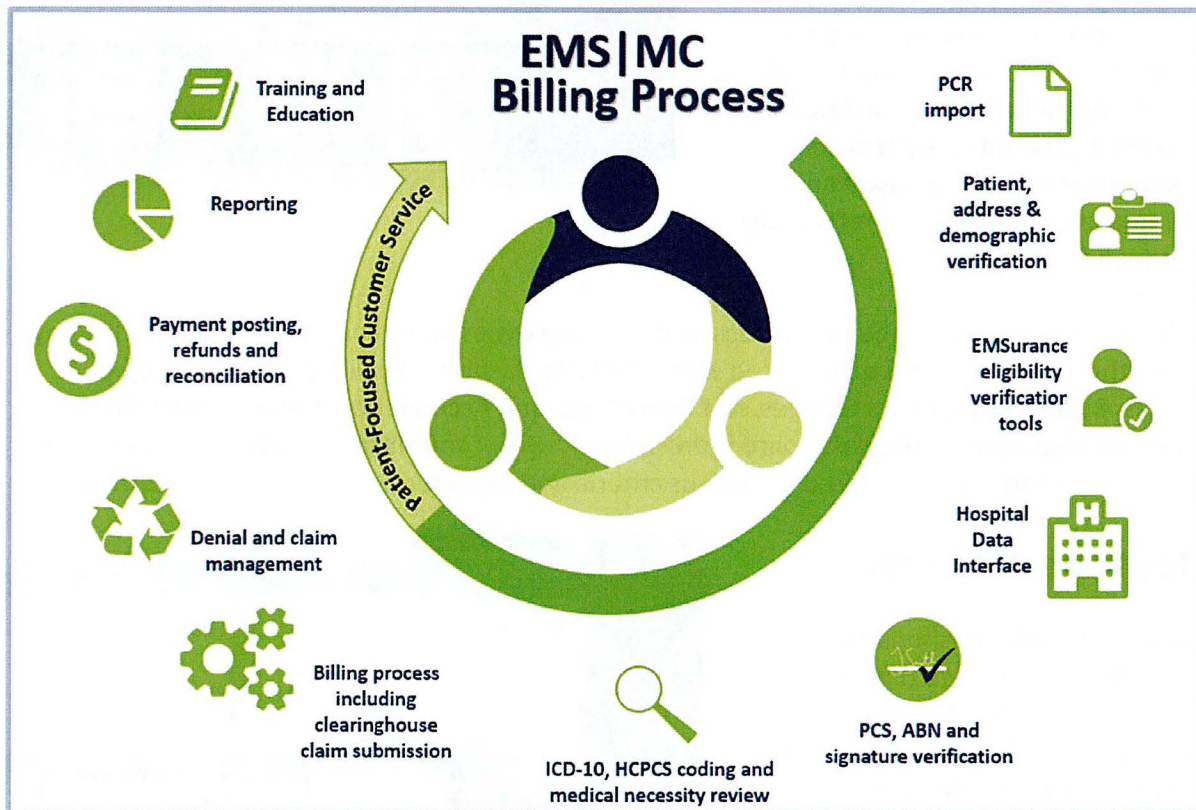 EMS|MC
Billing Process
PCR
import
Patient,
address &
demographic
verification
EMSurance
eligibility
verification
tools
Hospital
Data
Interface
H
PCS, ABN and
signature verification
ICD-10, HCPCS coding and
medical necessity review
Billing process
including
clearinghouse
claim submission
Denial and claim
management
Payment posting,
refunds and
reconciliation
$
Reporting
Training and
Education
Patient-Focused Customer Service